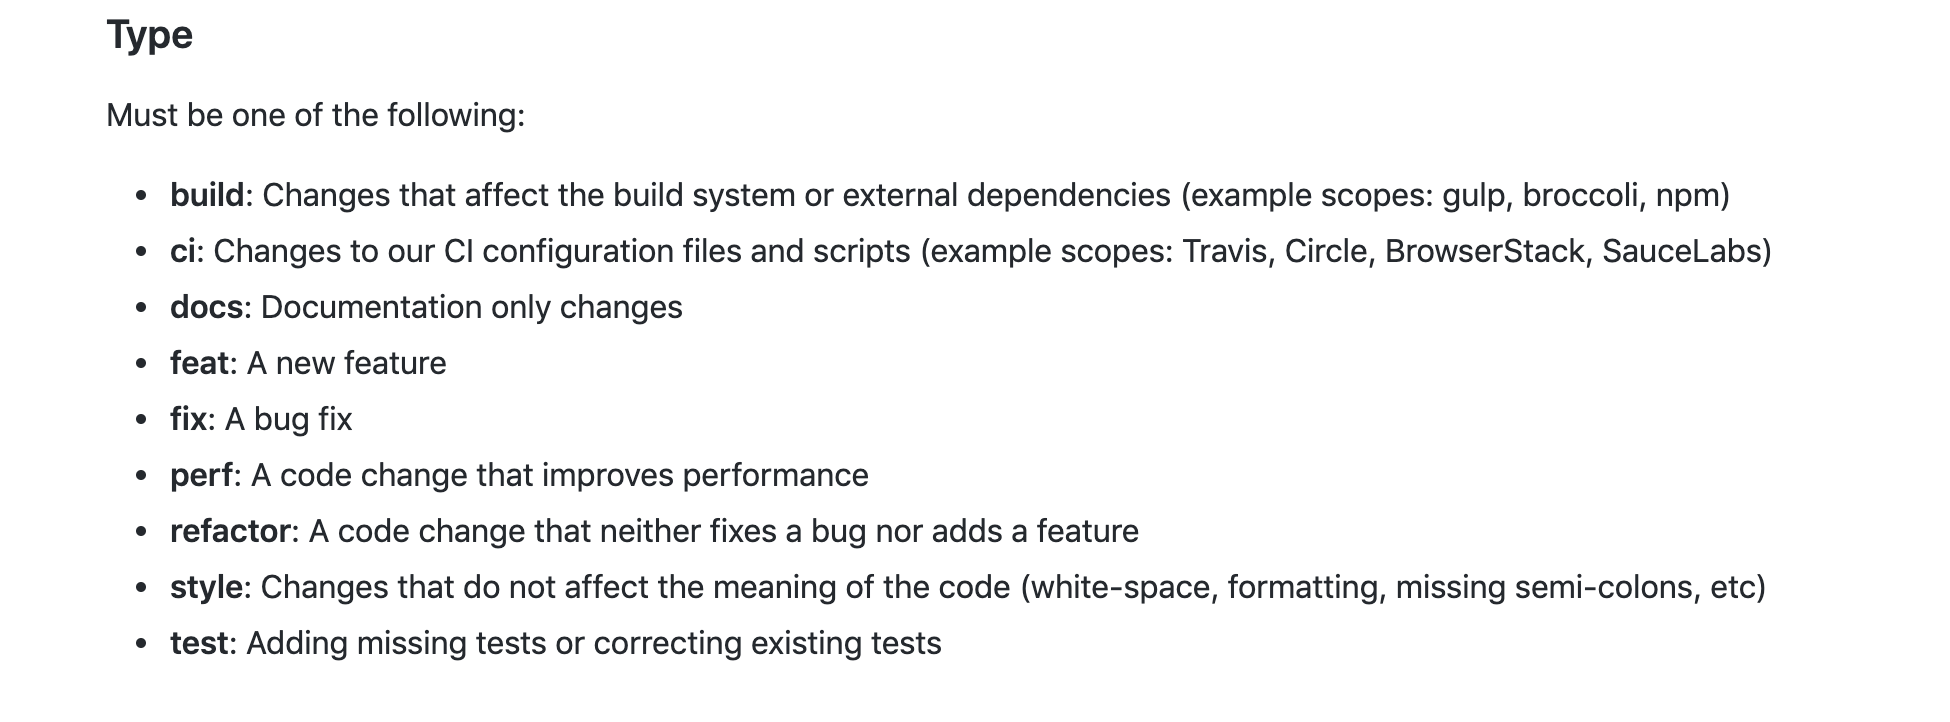 Type
Must be one of the following:
• build: Changes that affect the build system or external dependencies (example scopes: gulp, broccoli, npm)
• ci: Changes to our CI configuration files and scripts (example scopes: Travis, Circle, BrowserStack, SauceLabs)
• docs: Documentation only changes
• feat: A new feature
• fix: A bug fix
• perf: A code change that improves performance
• refactor: A code change that neither fixes a bug nor adds a feature
• style: Changes that do not affect the meaning of the code (white-space, formatting, missing semi-colons, etc)
• test: Adding missing tests or correcting existing tests